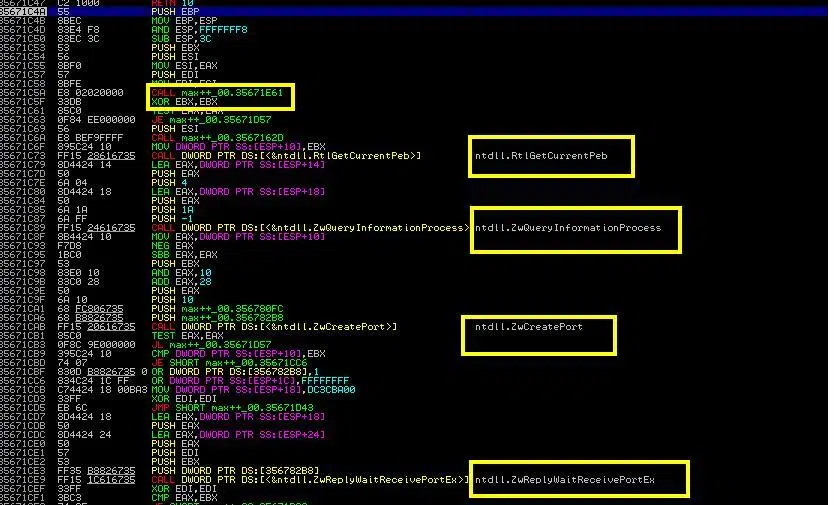 35671C47 C2 1000 RETN 10
35671C4A 55 PUSH EBP
35671C4B 8BEC MOV EBP,ESP
35671C4D 83E4 F8 AND ESP,FFFFFFF8
35671C50 83EC 3C SUB ESP,3C
35671C53 53 PUSH EBX
35671C54 56 PUSH ESI
35671C55 8BF0 MOV ESI,EAX
35671C57 57 PUSH EDI
35671C58 8BFE MOV EDI,ESI
35671C5A E8 02020000 CALL max++_00.35671E61
35671C5F 33DB XOR EBX,EBX
35671C61 85C0 TEST EAX,EAX
35671C63 0F84 EE000000 JE max++_00.35671D57
35671C69 56 PUSH ESI
35671C6A E8 BEF9FFFF CALL max++_00.3567162D
35671C6F 895C24 10 MOV DWORD PTR SS:[ESP+10],EBX
35671C73 FF15 28616735 CALL DWORD PTR DS:[<&ntdll.RtlGetCurrentPeb>] ntdll.RtlGetCurrentPeb
35671C79 8D4424 14 LEA EAX,DWORD PTR SS:[ESP+14]
35671C7D 50 PUSH EAX
35671C7E 6A 04 PUSH 4
35671C80 8D4424 18 LEA EAX,DWORD PTR SS:[ESP+18]
35671C84 50 PUSH EAX
35671C85 6A 1A PUSH 1A
35671C87 6A FF PUSH -1
35671C89 FF15 24616735 CALL DWORD PTR DS:[<&ntdll.ZwQueryInformationProcess> ntdll.ZwQueryInformationProcess
35671C8F 8B4424 10 MOV EAX,DWORD PTR SS:[ESP+10]
35671C93 F7D8 NEG EAX
35671C95 1BC0 SBB EAX,EAX
35671C97 53 PUSH EBX
35671C98 83E0 10 AND EAX,10
35671C9B 83C0 28 ADD EAX,28
35671C9E 50 PUSH EAX
35671C9F 6A 10 PUSH 10
35671CA1 68 FC806735 PUSH max++_00.356780FC
35671CA6 68 B8826735 PUSH max++_00.356782B8
35671CAB FF15 20616735 CALL DWORD PTR DS:[<&ntdll.ZwCreatePort>] ntdll.ZwCreatePort
35671CB1 85C0 TEST EAX,EAX
35671CB3 0F8C 9E000000 JL max++_00.35671D57
35671CB9 395C24 10 CMP DWORD PTR SS:[ESP+10],EBX
35671CBD 74 07 JE SHORT max++_00.35671CC6
35671CBF 830D B8826735 0 OR DWORD PTR DS:[356782B8],1
35671CC6 834C24 1C FF OR DWORD PTR SS:[ESP+1C],FFFFFFFF
35671CCB C74424 18 00BA3 MOV DWORD PTR SS:[ESP+18],DC3CBA00
35671CD3 33FF XOR EDI,EDI
35671CD5 EB 6C JMP SHORT max++_00.35671D43
35671CD7 8D4424 18 LEA EAX,DWORD PTR SS:[ESP+18]
35671CDB 50 PUSH EAX
35671CDC 8D4424 24 LEA EAX,DWORD PTR SS:[ESP+24]
35671CE0 50 PUSH EAX
35671CE1 57 PUSH EDI
35671CE2 53 PUSH EBX
35671CE3 FF35 B8826735 PUSH DWORD PTR DS:[356782B8]
35671CE9 FF15 1C616735 CALL DWORD PTR DS:[<&ntdll.ZwReplyWaitReceivePortEx>] ntdll.ZwReplyWaitReceivePortEx
35671CEF 33FF XOR EDI,EDI
35671CF1 3BC3 CMP EAX,EBX